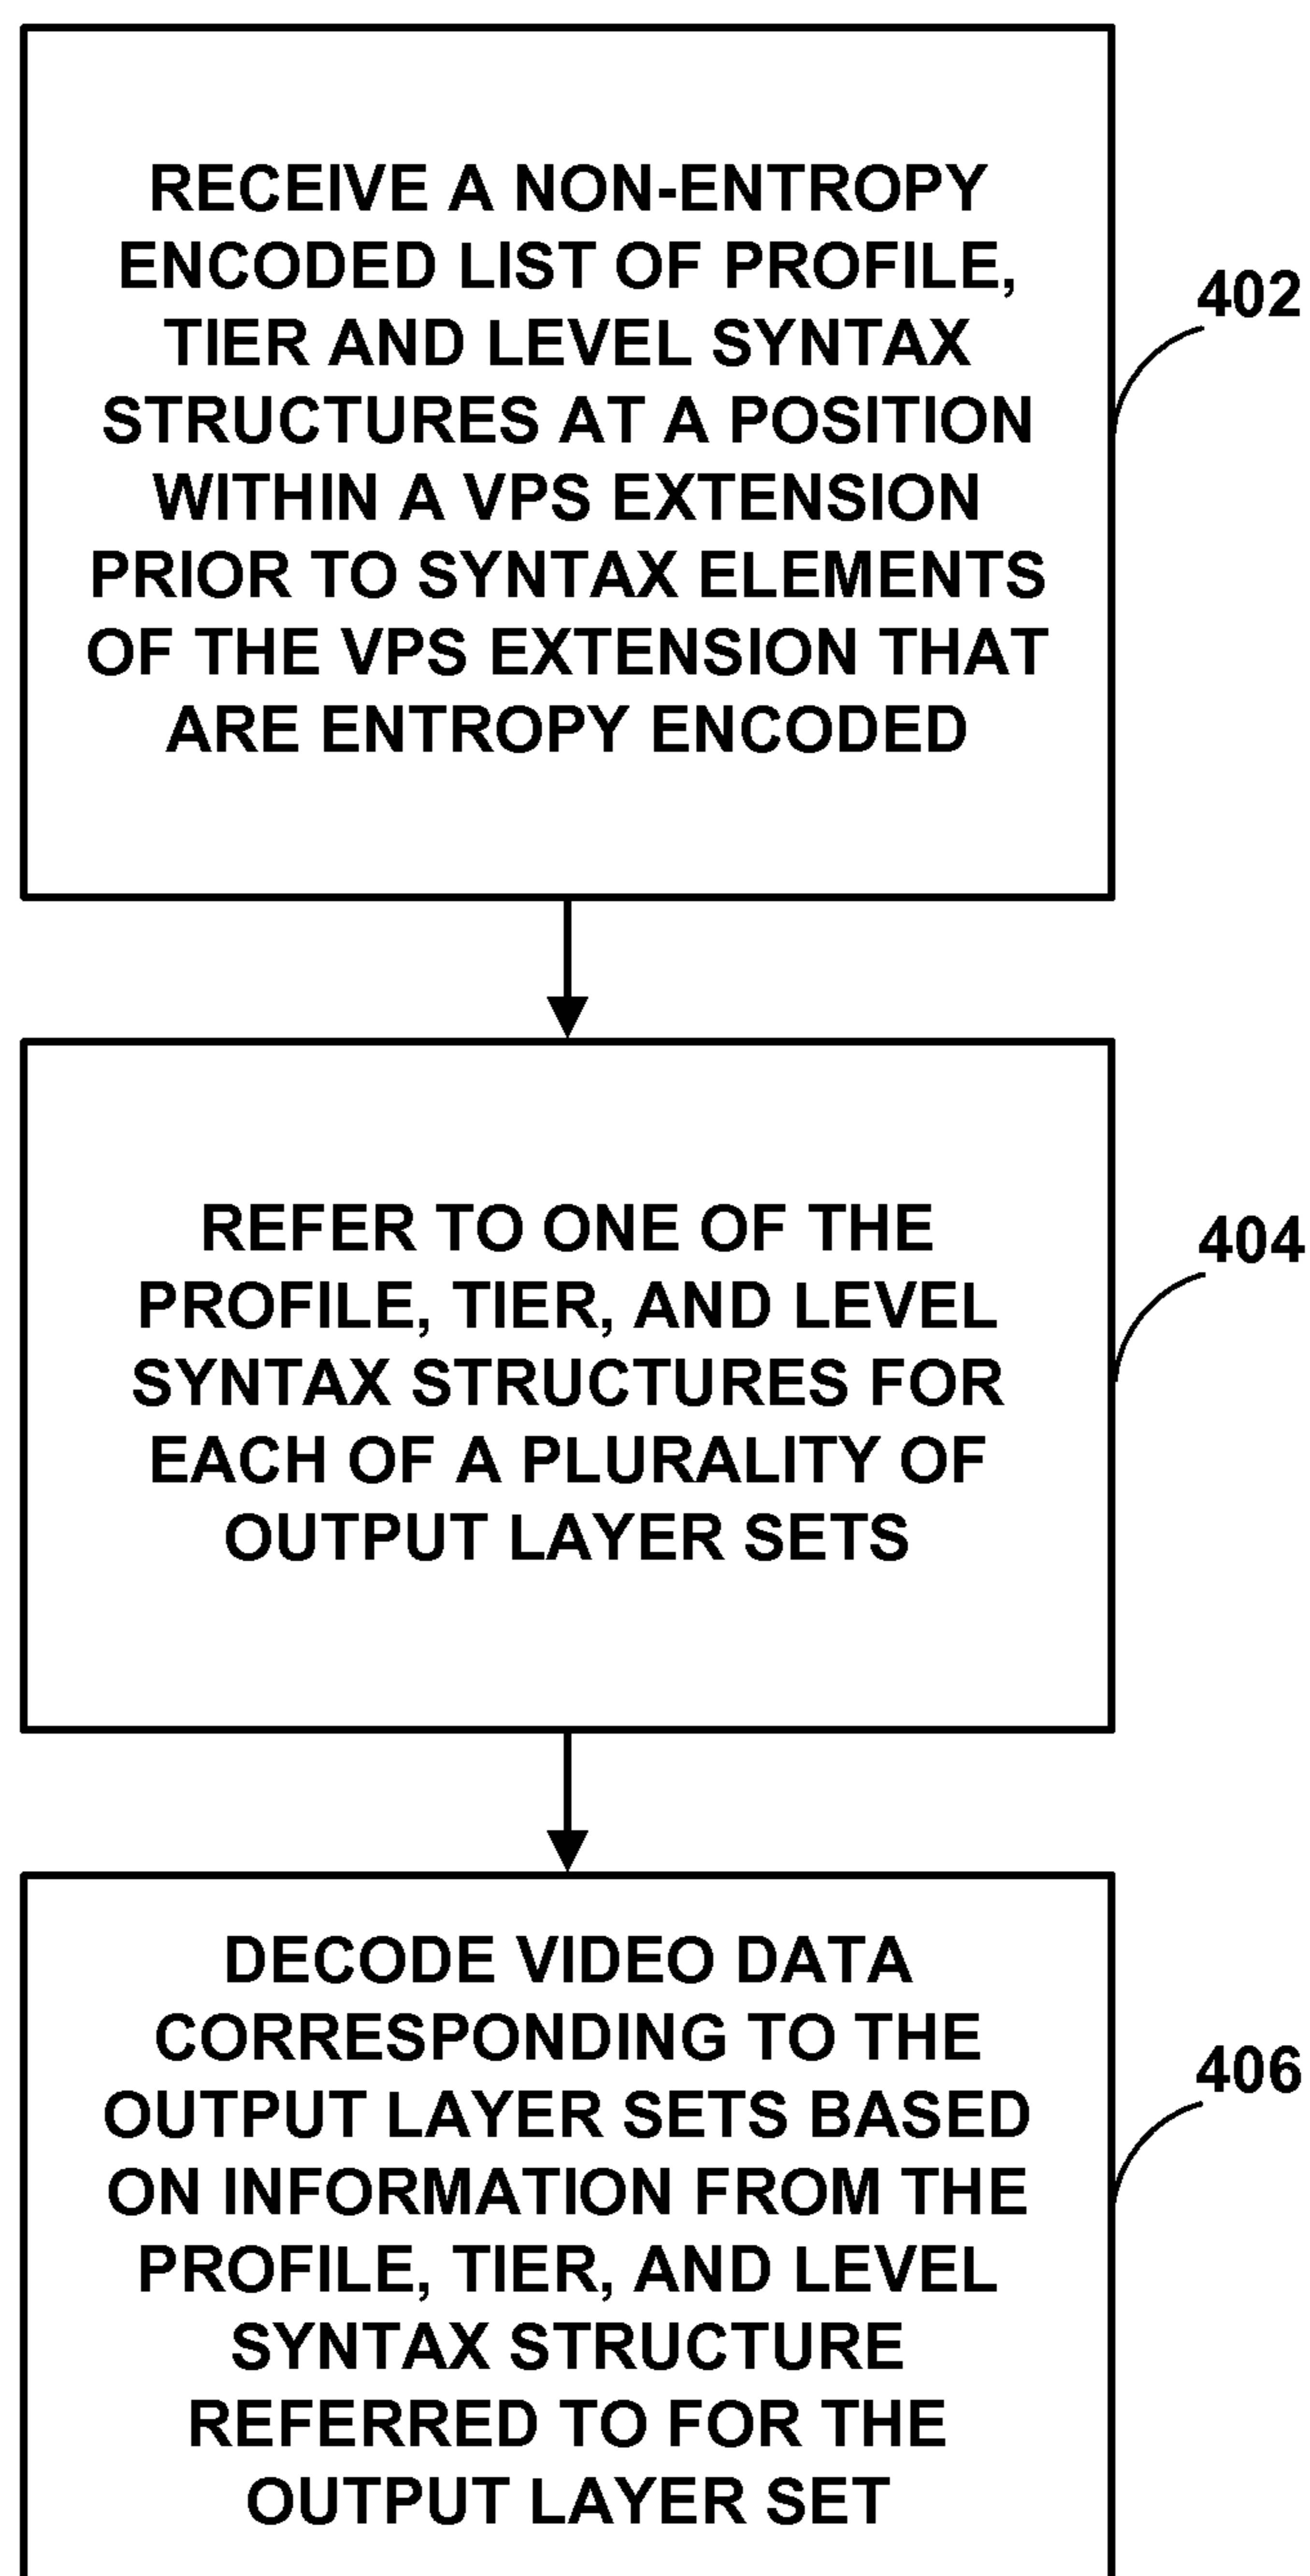 RECEIVE A NON-ENTROPY
ENCODED LIST OF PROFILE,
TIER AND LEVEL SYNTAX
STRUCTURES AT A POSITION
WITHIN A VPS EXTENSION
PRIOR TO SYNTAX ELEMENTS
OF THE VPS EXTENSION THAT
ARE ENTROPY ENCODED
402
REFER TO ONE OF THE
PROFILE, TIER, AND LEVEL
SYNTAX STRUCTURES FOR
EACH OF A PLURALITY OF
OUTPUT LAYER SETS
404
DECODE VIDEO DATA
CORRESPONDING TO THE
OUTPUT LAYER SETS BASED
ON INFORMATION FROM THE
PROFILE, TIER, AND LEVEL
SYNTAX STRUCTURE
REFERRED TO FOR THE
OUTPUT LAYER SET
406